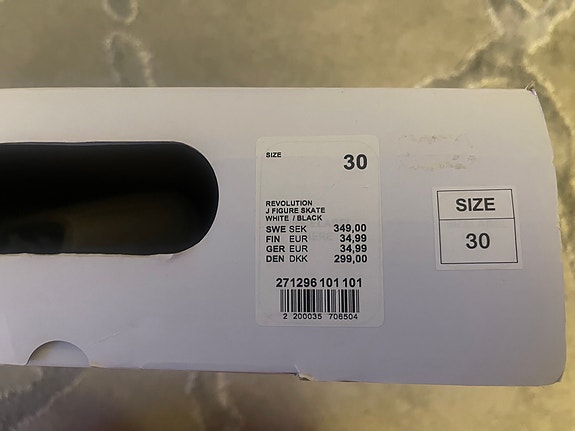 SIZE 30
REVOLUTION
J FIGURE SKATE
WHITE / BLACK
SWE SEK 349,00
FIN EUR 34,99
GER EUR 34,99
DEN DKK 299,00
271296 101 101
2 200035 706504
SIZE
30